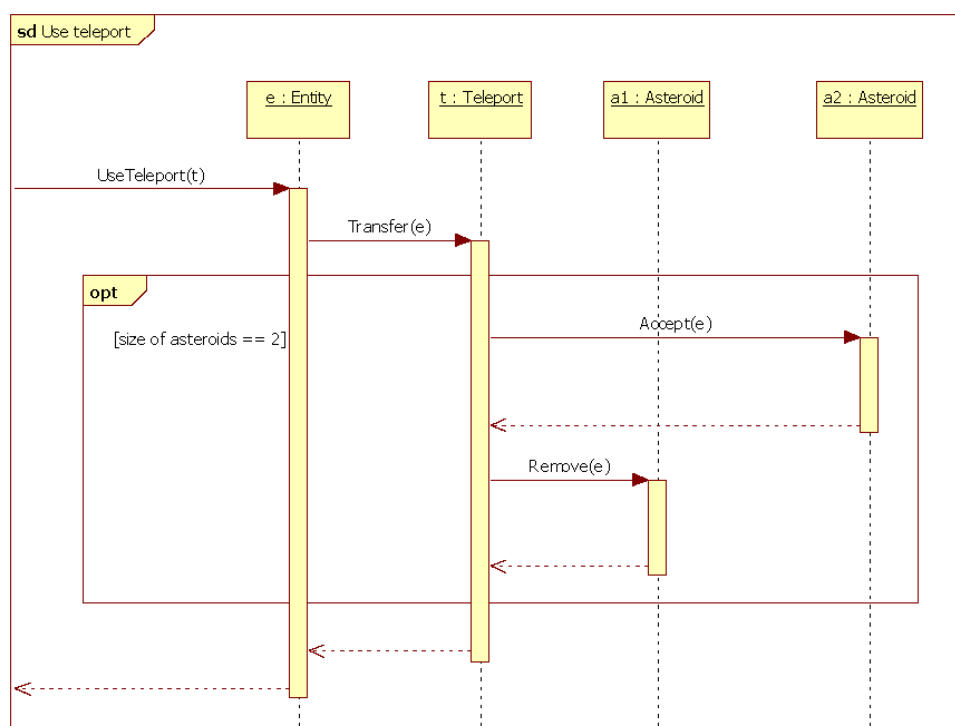 sd Use teleport
e : Entity
t : Teleport
a1 : Asteroid
a2 : Asteroid
UseTeleport(t)
Transfer(e)
opt
[size of asteroids == 2]
Accept(e)
Remove(e)